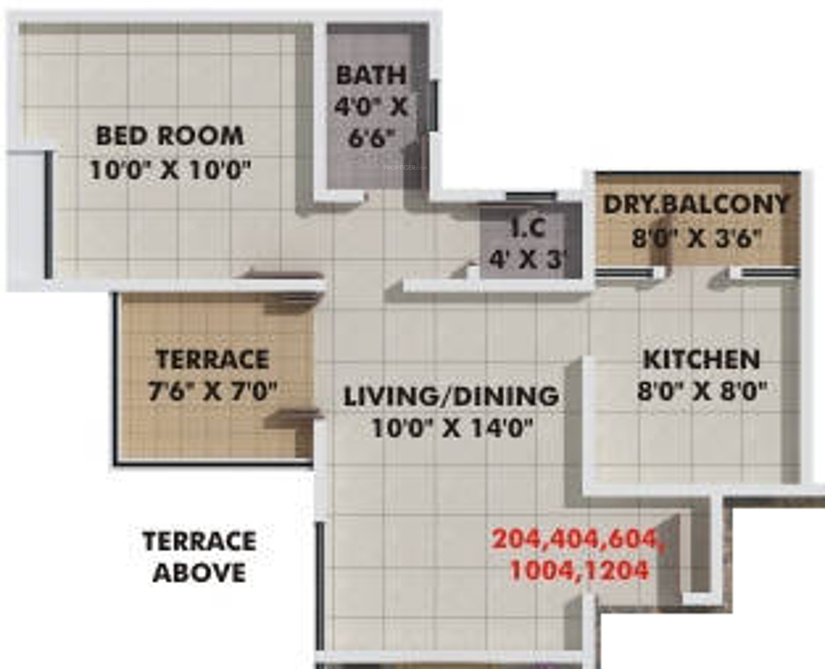 BATH
4'0" X
6'6"
BED ROOM
10'0" X 10'0"
DRY.BALCONY
8'0" X 3'6"
I.C
4' X 3'
TERRACE
7'6" X 7'0"
LIVING/DINING
10'0" X 14'0"
KITCHEN
8'0" X 8'0"
TERRACE
ABOVE
204,404,604,
1004,1204